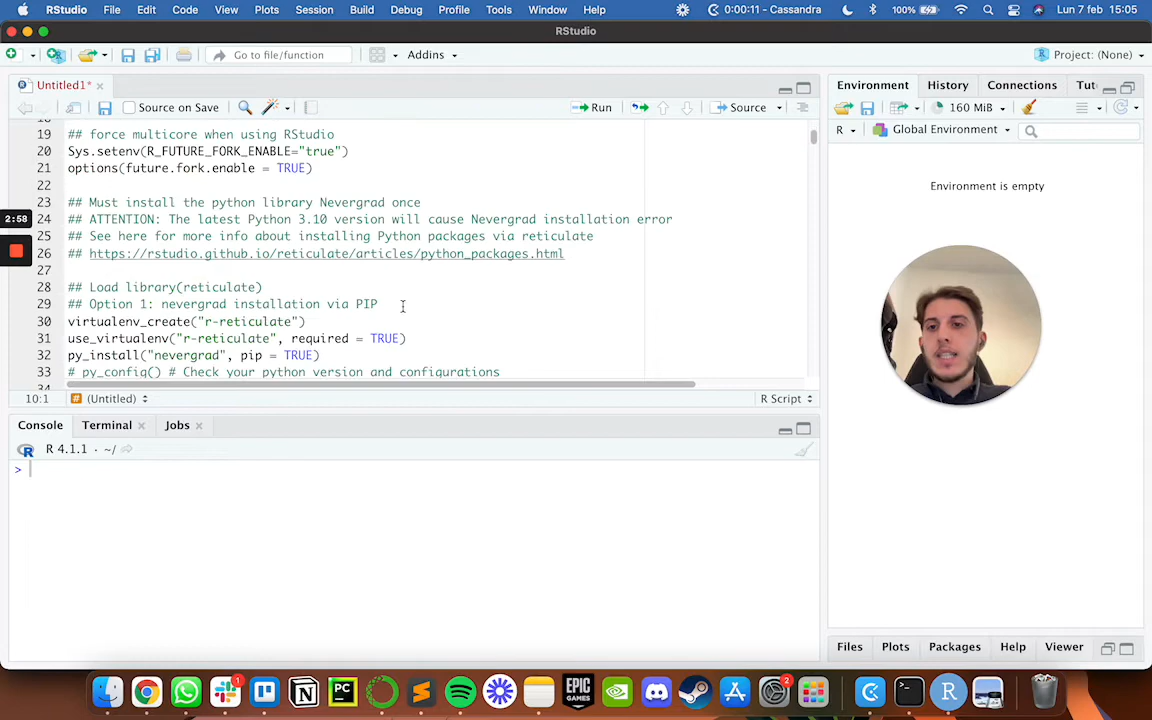 RStudio File Edit Code View Plots Session Build Debug Profile Tools Window Help 0:00:11 - Cassandra 100% Lun 7 feb 15:05
RStudio
Go to file/function Addins Project: (None)
Untitled1*
Source on Save Run Source
19 ## force multicore when using RStudio
20 Sys.setenv(R_FUTURE_FORK_ENABLE="true")
21 options(future.fork.enable = TRUE)
22
23 ## Must install the python library Nevergrad once
24 ## ATTENTION: The latest Python 3.10 version will cause Nevergrad installation error
25 ## See here for more info about installing Python packages via reticulate
26 ## https://rstudio.github.io/reticulate/articles/python_packages.html
27
28 ## Load library(reticulate)
29 ## Option 1: nevergrad installation via PIP
30 virtualenv_create("r-reticulate")
31 use_virtualenv("r-reticulate", required = TRUE)
32 py_install("nevergrad", pip = TRUE)
33 # py_config() # Check your python version and configurations
34
10:1 (Untitled) R Script
2:58
Console Terminal Jobs
R R 4.1.1 · ~/
>
Environment History Connections Tut
160 MiB
R Global Environment
Environment is empty
Files Plots Packages Help Viewer
1
PC
EPIC GAMES
2
R